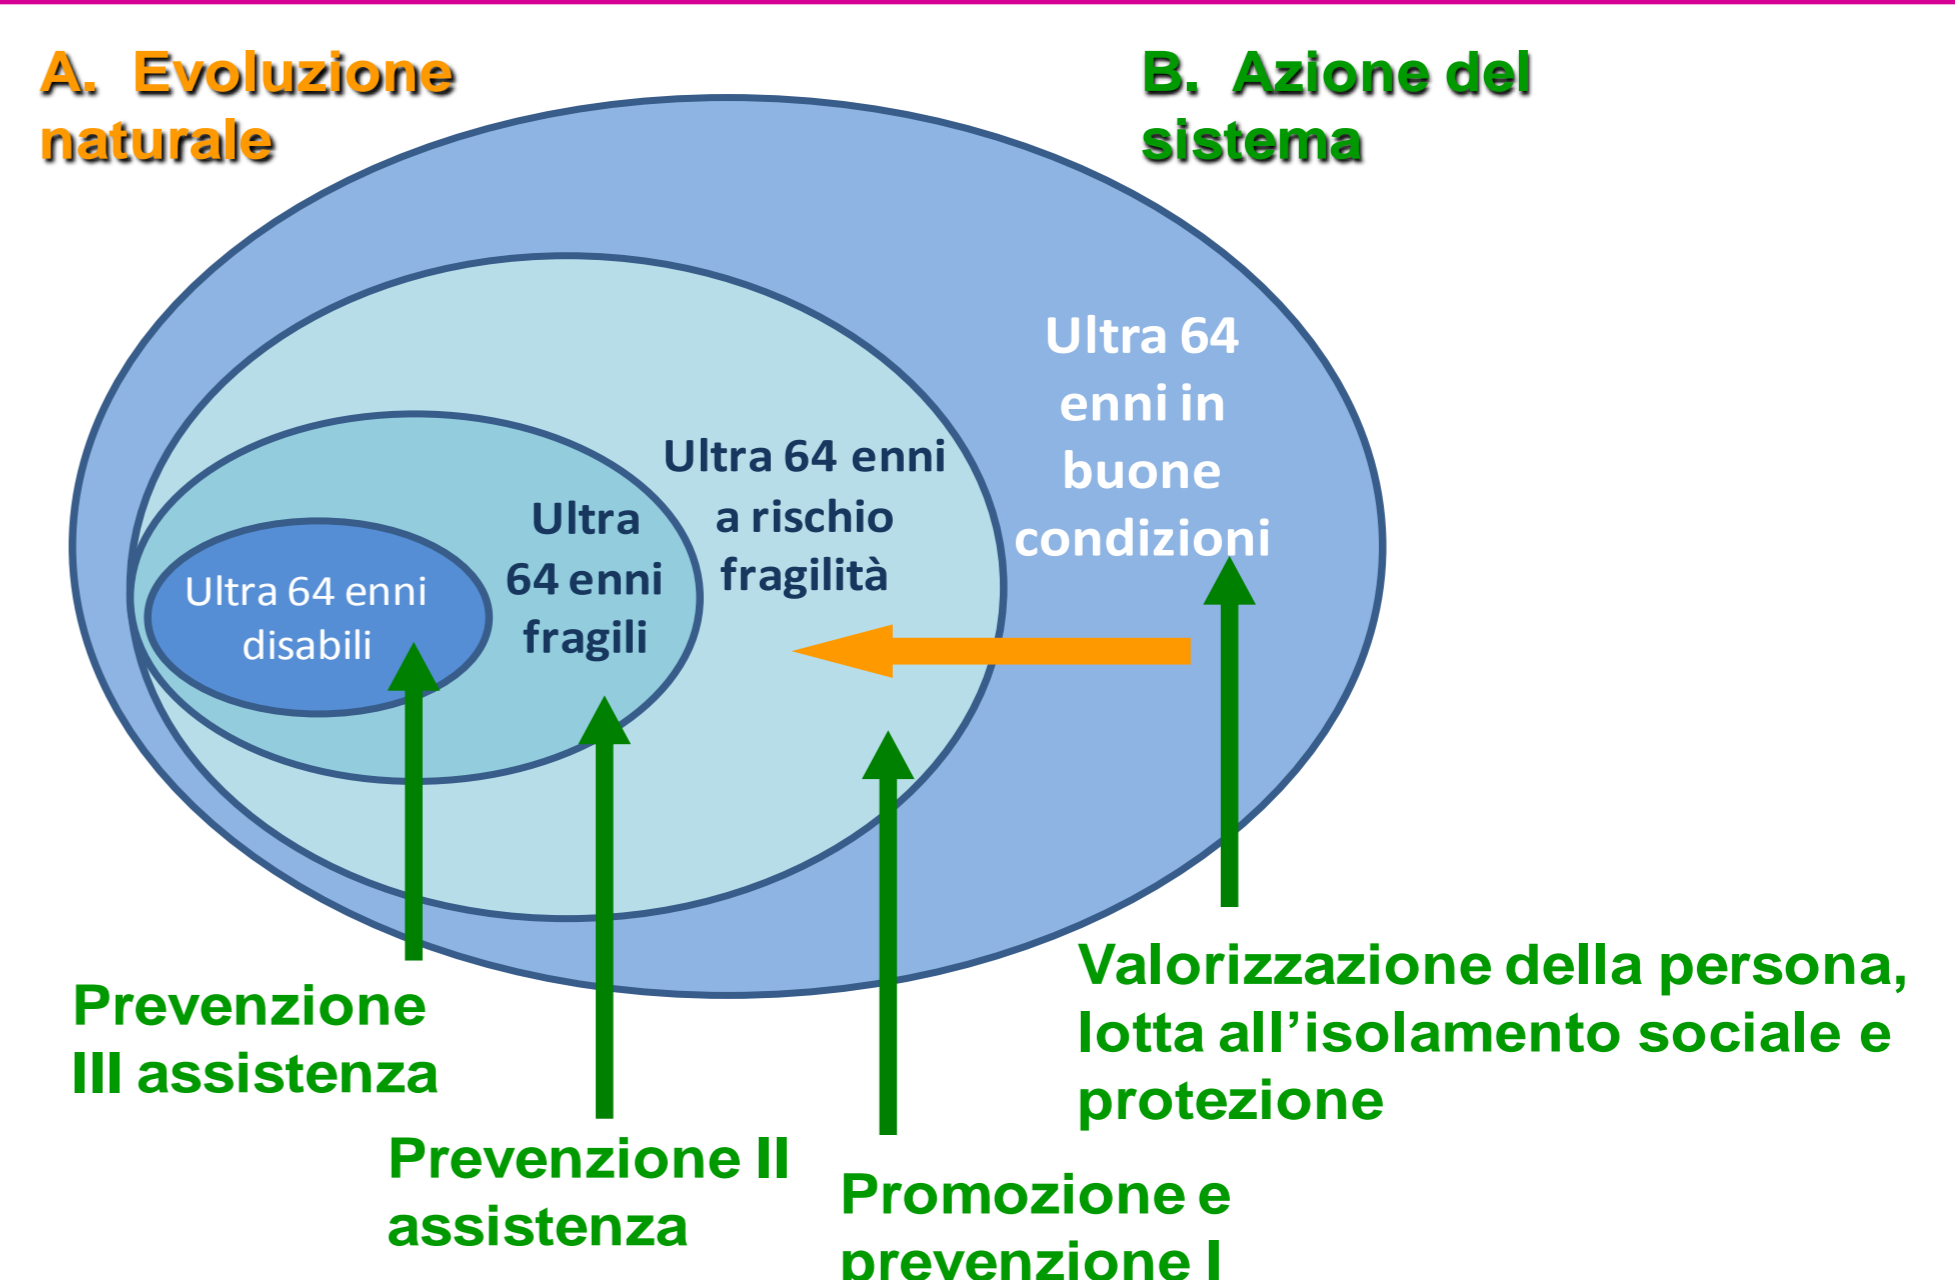 A. Evoluzione
naturale
B. Azione del
sistema
Ultra 64
enni in
buone
condizioni
Ultra 64 enni
a rischio
fragilità
Ultra
64 enni
fragili
Ultra 64 enni
disabili
Prevenzione
III assistenza
Prevenzione II
assistenza
Promozione e
prevenzione I
Valorizzazione della persona,
lotta all’isolamento sociale e
protezione